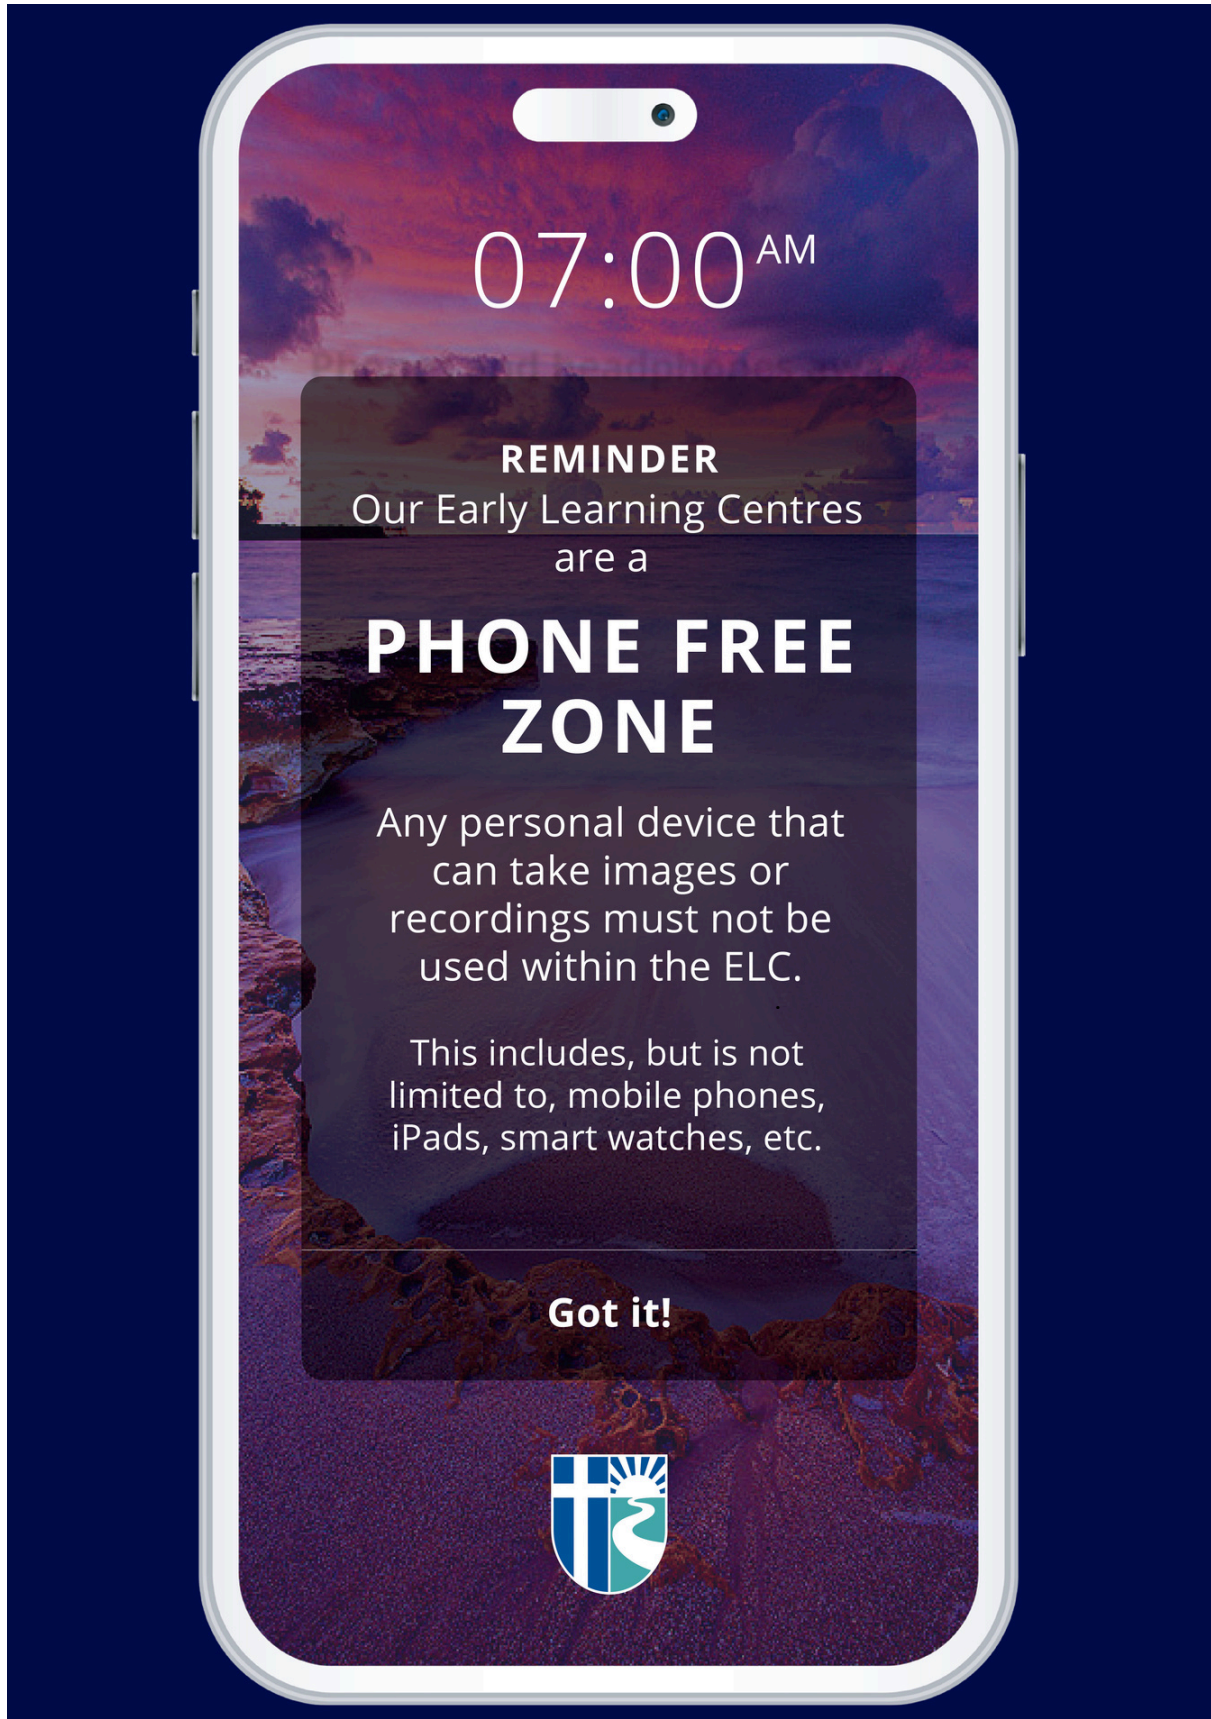 07:00 AM
REMINDER
Our Early Learning Centres
are a
PHONE FREE
ZONE
Any personal device that
can take images or
recordings must not be
used within the ELC.
This includes, but is not
limited to, mobile phones,
iPads, smart watches, etc.
Got it!